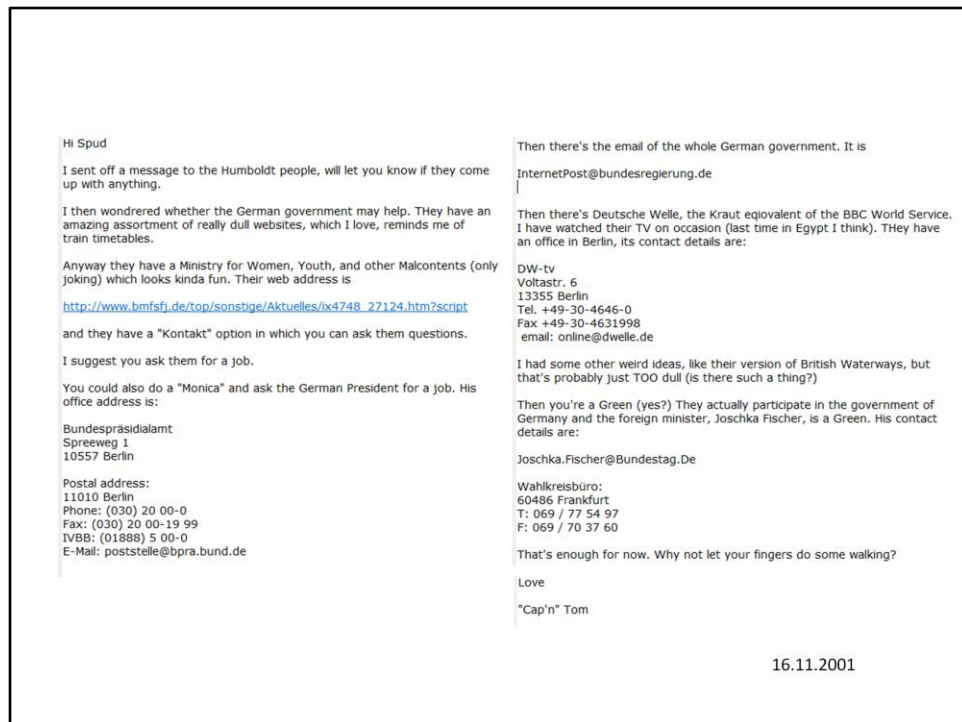 Hi Spud
I sent off a message to the Humboldt people, will let you know if they come
up with anything.
I then wondrered whether the German government may help. THey have an
amazing assortment of really dull websites, which I love, reminds me of
train timetables.
Anyway they have a Ministry for Women, Youth, and other Malcontents (only
joking) which looks kinda fun. Their web address is
http://www.bmfsfj.de/top/sonstige/Aktuelles/ix4748_27124.htm?script
and they have a "Kontakt" option in which you can ask them questions.
I suggest you ask them for a job.
You could also do a "Monica" and ask the German President for a job. His
office address is:
Bundespräsidialamt
Spreeweg 1
10557 Berlin
Postal address:
11010 Berlin
Phone: (030) 20 00-0
Fax: (030) 20 00-19 99
IVBB: (01888) 5 00-0
E-Mail: poststelle@bpra.bund.de
Then there's the email of the whole German government. It is
InternetPost@bundesregierung.de
Then there's Deutsche Welle, the Kraut eqiovalent of the BBC World Service.
I have watched their TV on occasion (last time in Egypt I think). THey have
an office in Berlin, its contact details are:
DW-tv
Voltastr. 6
13355 Berlin
Tel. +49-30-4646-0
Fax +49-30-4631998
email: online@dwelle.de
I had some other weird ideas, like their version of British Waterways, but
that's probably just TOO dull (is there such a thing?)
Then you're a Green (yes?) They actually participate in the government of
Germany and the foreign minister, Joschka Fischer, is a Green. His contact
details are:
Joschka.Fischer@Bundestag.De
Wahlkreisbüro:
60486 Frankfurt
T: 069 / 77 54 97
F: 069 / 70 37 60
That's enough for now. Why not let your fingers do some walking?
Love
"Cap'n" Tom
16.11.2001